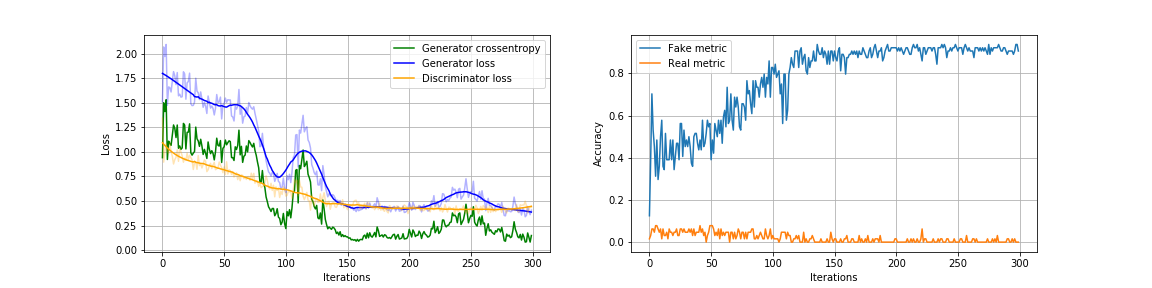 2.00
1.75
1.50
1.25
1.00
0.75
0.50
0.25
0.00
Loss
0 50 100 150 200 250 300
Iterations
Generator crossentropy
Generator loss
Discriminator loss
0.8
0.6
0.4
0.2
0.0
Accuracy
0 50 100 150 200 250 300
Iterations
Fake metric
Real metric